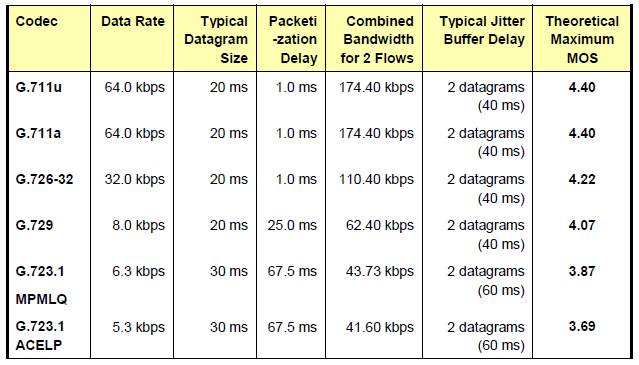 Codec Data Rate Typical Datagram Size Packeti-zation Delay Combined Bandwidth for 2 Flows Typical Jitter Buffer Delay Theoretical Maximum MOS
G.711u 64.0 kbps 20 ms 1.0 ms 174.40 kbps 2 datagrams (40 ms) 4.40
G.711a 64.0 kbps 20 ms 1.0 ms 174.40 kbps 2 datagrams (40 ms) 4.40
G.726-32 32.0 kbps 20 ms 1.0 ms 110.40 kbps 2 datagrams (40 ms) 4.22
G.729 8.0 kbps 20 ms 25.0 ms 62.40 kbps 2 datagrams (40 ms) 4.07
G.723.1 MPMLQ 6.3 kbps 30 ms 67.5 ms 43.73 kbps 2 datagrams (60 ms) 3.87
G.723.1 ACELP 5.3 kbps 30 ms 67.5 ms 41.60 kbps 2 datagrams (60 ms) 3.69